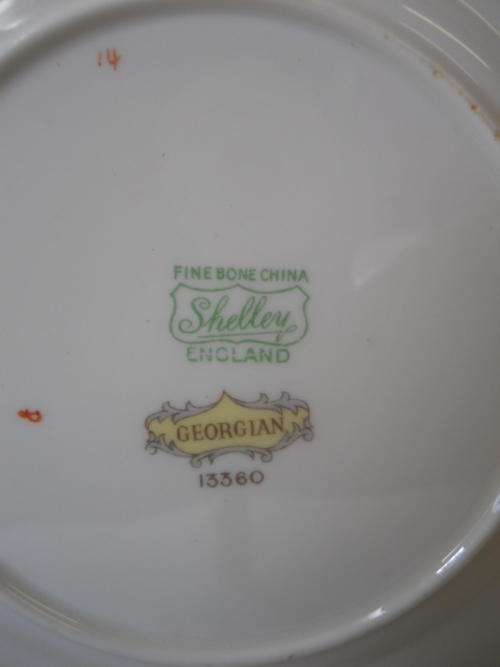 14
FINE BONE CHINA
Shelley
ENGLAND
GEORGIAN
13360